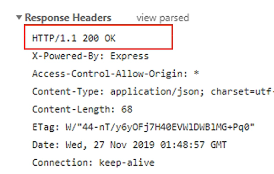 Response Headers view parsed
HTTP/1.1 200 OK
X-Powered-By: Express
Access-Control-Allow-Origin: *
Content-Type: application/json; charset=utf-
Content-Length: 68
ETag: W/"44-nT/y6yOFj7H40EVWlDWBlMG+Pq0"
Date: Wed, 27 Nov 2019 01:48:57 GMT
Connection: keep-alive